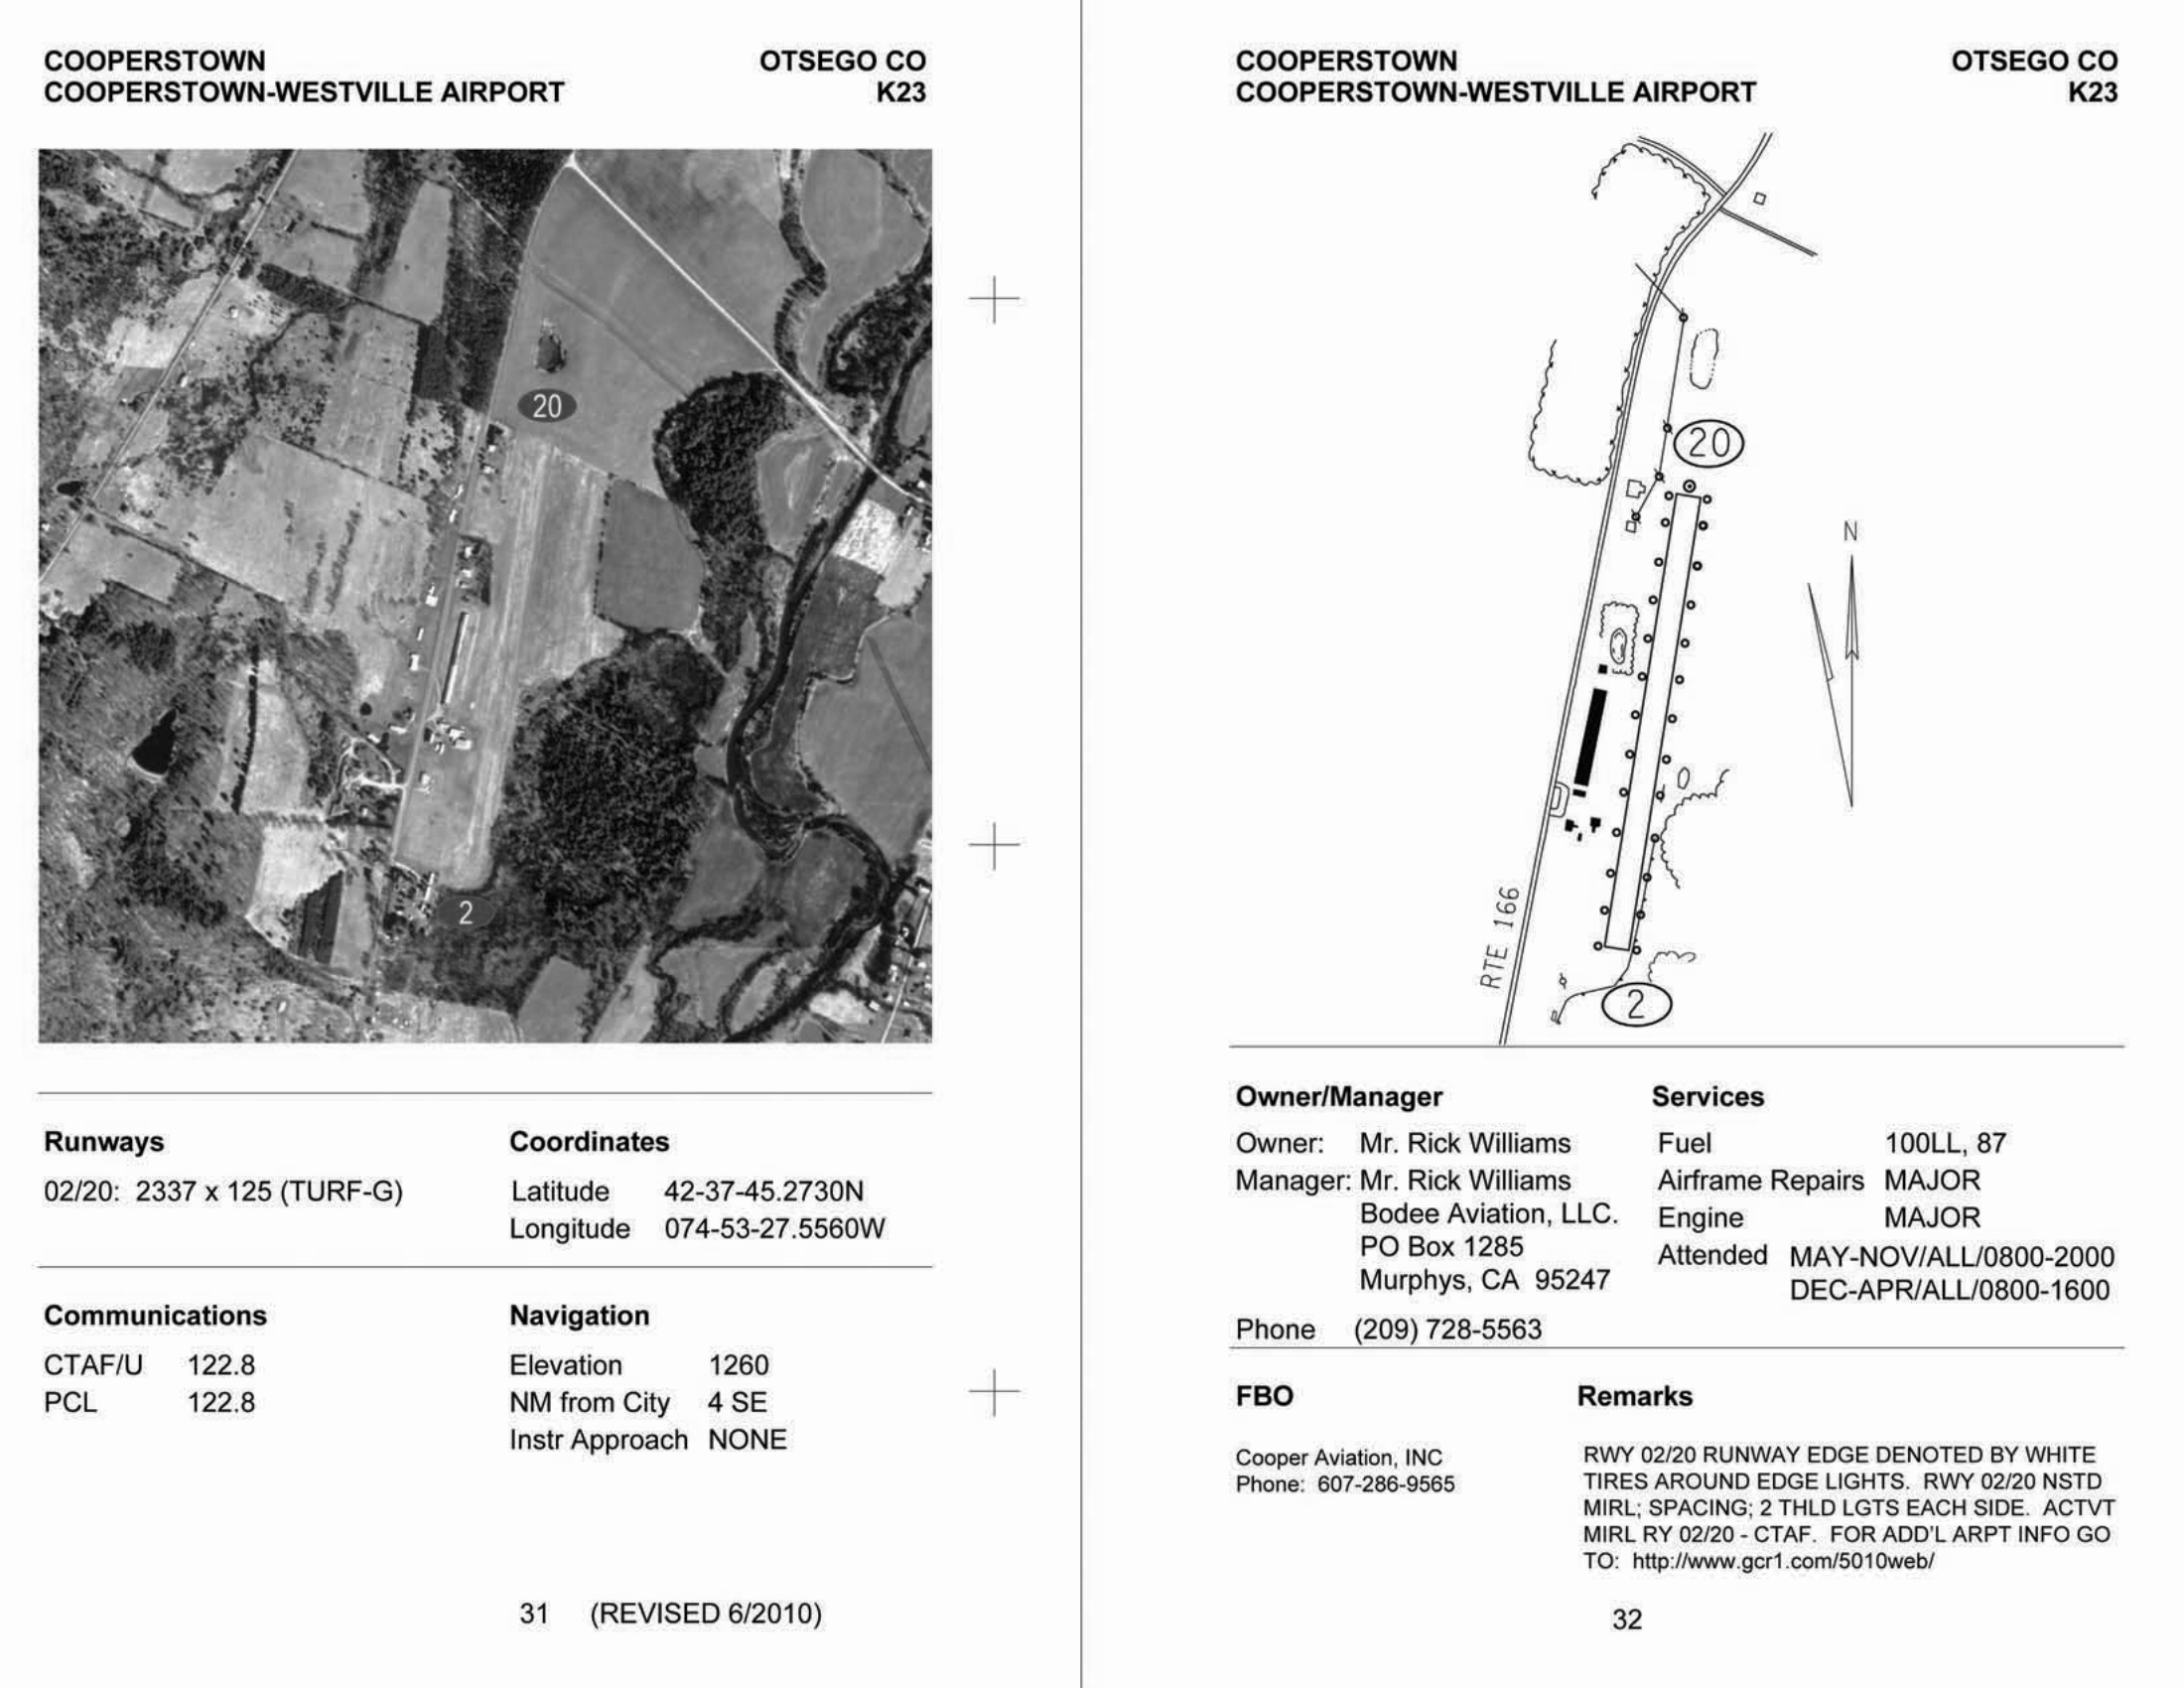 COOPERSTOWN OTSEGO CO
COOPERSTOWN-WESTVILLE AIRPORT K23
20
2
Runways
02/20: 2337 x 125 (TURF-G)
Coordinates
Latitude 42-37-45.2730N
Longitude 074-53-27.5560W
Communications
CTAF/U 122.8
PCL 122.8
Navigation
Elevation 1260
NM from City 4 SE
Instr Approach NONE
31 (REVISED 6/2010)
COOPERSTOWN OTSEGO CO
COOPERSTOWN-WESTVILLE AIRPORT K23
20
N
RTE 166
2
Owner/Manager
Owner: Mr. Rick Williams
Manager: Mr. Rick Williams
Bodee Aviation, LLC.
PO Box 1285
Murphys, CA 95247
Phone (209) 728-5563
Services
Fuel 100LL, 87
Airframe Repairs MAJOR
Engine MAJOR
Attended MAY-NOV/ALL/0800-2000
DEC-APR/ALL/0800-1600
FBO
Cooper Aviation, INC
Phone: 607-286-9565
Remarks
RWY 02/20 RUNWAY EDGE DENOTED BY WHITE
TIRES AROUND EDGE LIGHTS. RWY 02/20 NSTD
MIRL; SPACING; 2 THLD LGTS EACH SIDE. ACTVT
MIRL RY 02/20 - CTAF. FOR ADD'L ARPT INFO GO
TO: http://www.gcr1.com/5010web/
32